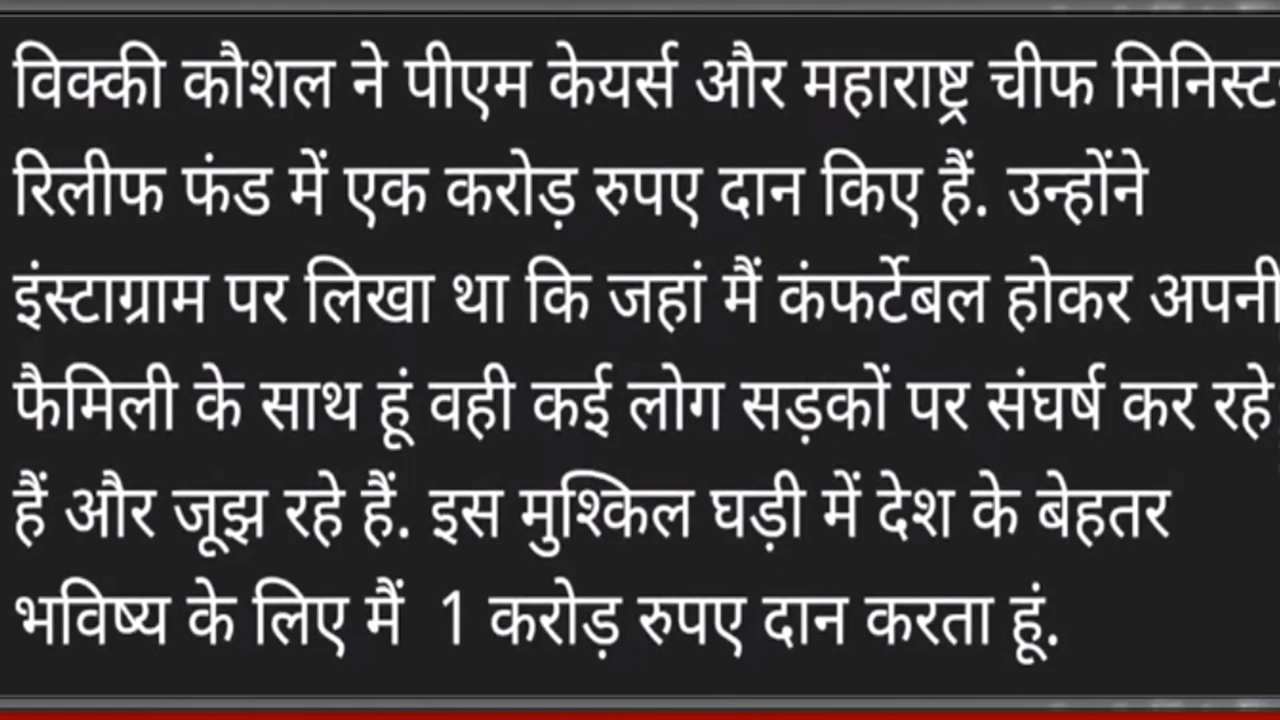 विक्की कौशल ने पीएम केयर्स और महाराष्ट्र चीफ मिनिस्ट
रिलीफ फंड में एक करोड़ रुपए दान किए हैं. उन्होंने
इंस्टाग्राम पर लिखा था कि जहां मैं कंफर्टेबल होकर अपनी
फैमिली के साथ हूं वही कई लोग सड़कों पर संघर्ष कर रहे
हैं और जूझ रहे हैं. इस मुश्किल घड़ी में देश के बेहतर
भविष्य के लिए मैं 1 करोड़ रुपए दान करता हूं.